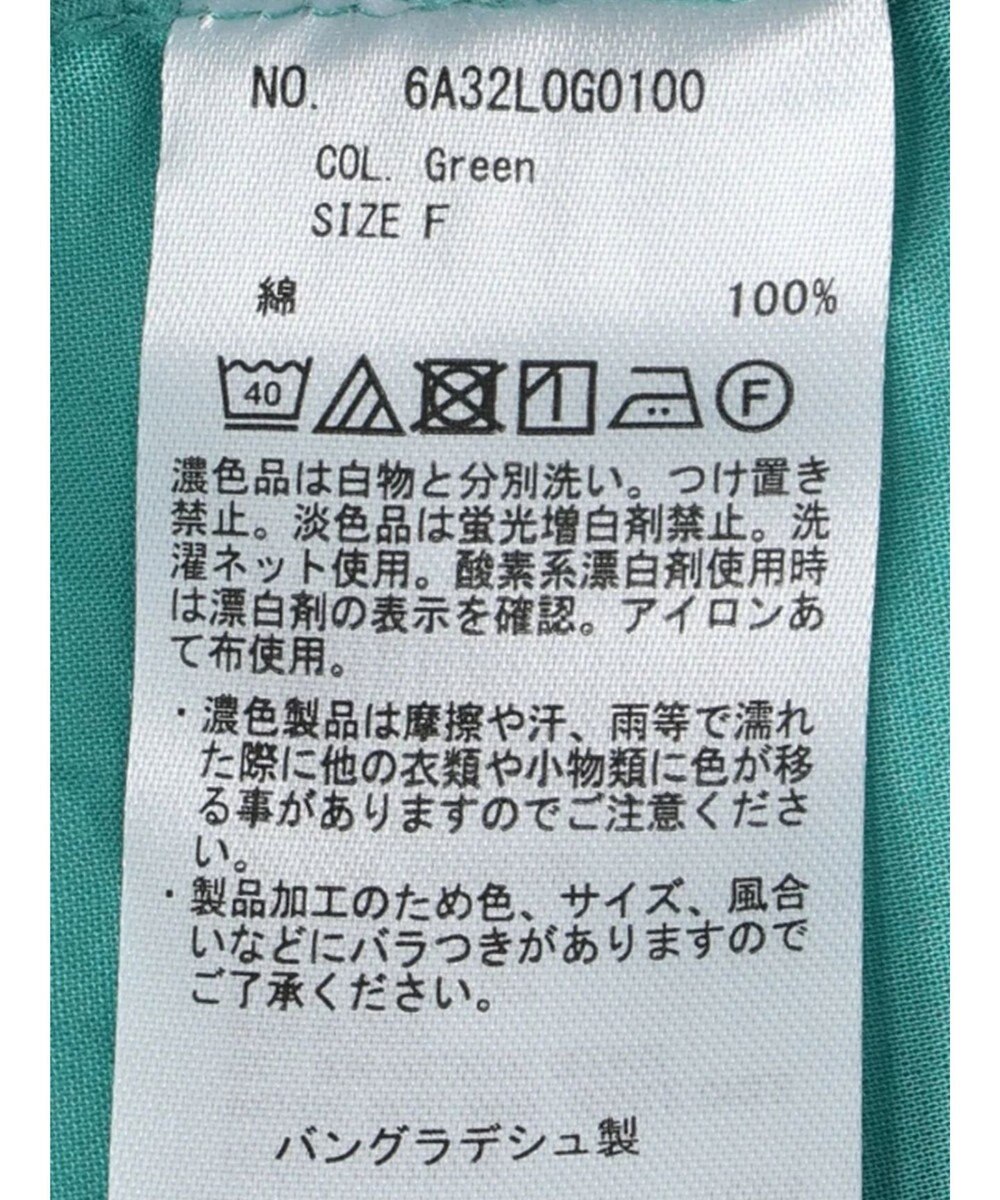 NO. 6A32LOG0100
COL. Green
SIZE F
綿 100%
40 F
濃色品は白物と分別洗い。つけ置き
禁止。淡色品は蛍光増白剤禁止。洗
濯ネット使用。酸素系漂白剤使用時
は漂白剤の表示を確認。アイロンあ
て布使用。
・濃色製品は摩擦や汗、雨等で濡れ
た際に他の衣類や小物類に色が移
る事がありますのでご注意くださ
い。
・製品加工のため色、サイズ、風合
いなどにバラつきがありますので
ご了承ください。
バングラデシュ製